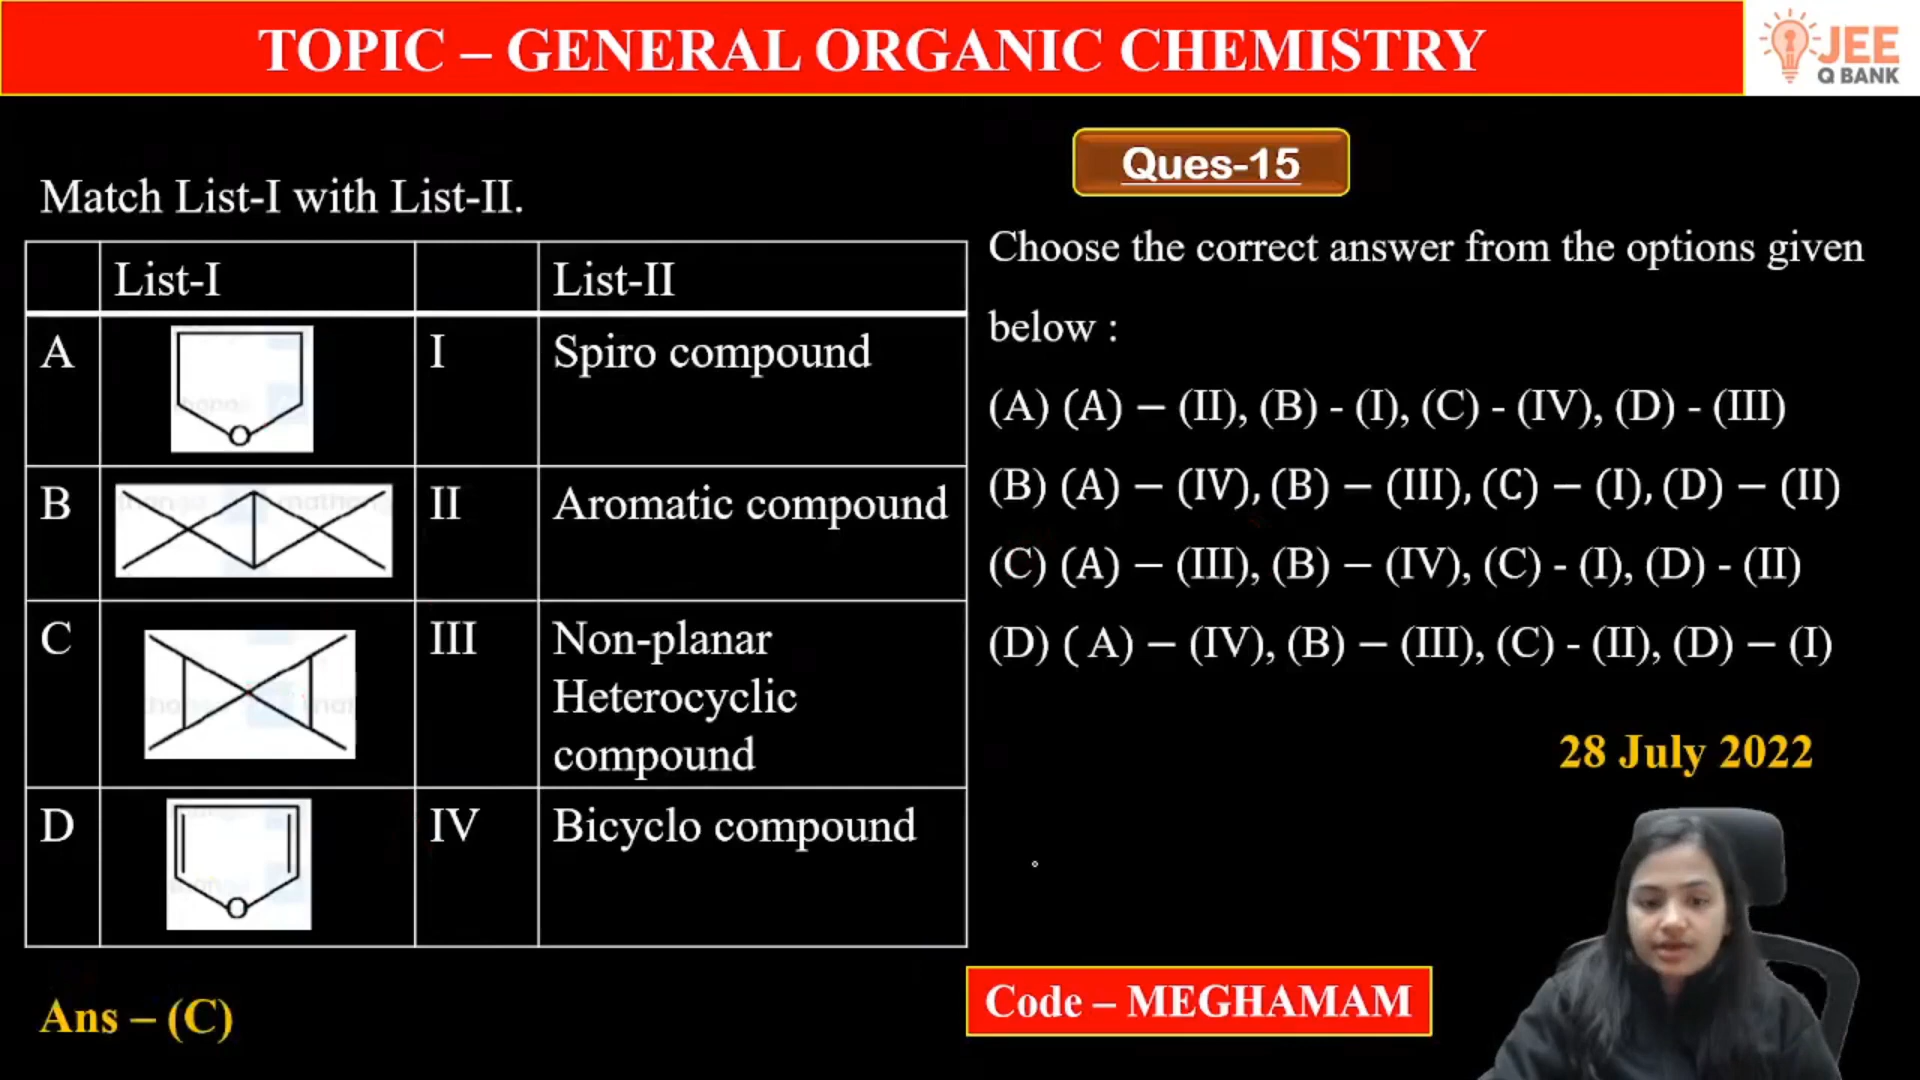 TOPIC – GENERAL ORGANIC CHEMISTRY
JEE
Q BANK
Ques-15
Match List-I with List-II.
List-I List-II
A O I Spiro compound
B II Aromatic compound
C III Non-planar
Heterocyclic
compound
D O IV Bicyclo compound
Choose the correct answer from the options given
below :
(A) (A) – (II), (B) - (I), (C) - (IV), (D) - (III)
(B) (A) – (IV), (B) – (III), (C) – (I), (D) – (II)
(C) (A) – (III), (B) – (IV), (C) - (I), (D) - (II)
(D) ( A) – (IV), (B) – (III), (C) - (II), (D) – (I)
28 July 2022
Ans – (C)
Code – MEGHAMAM